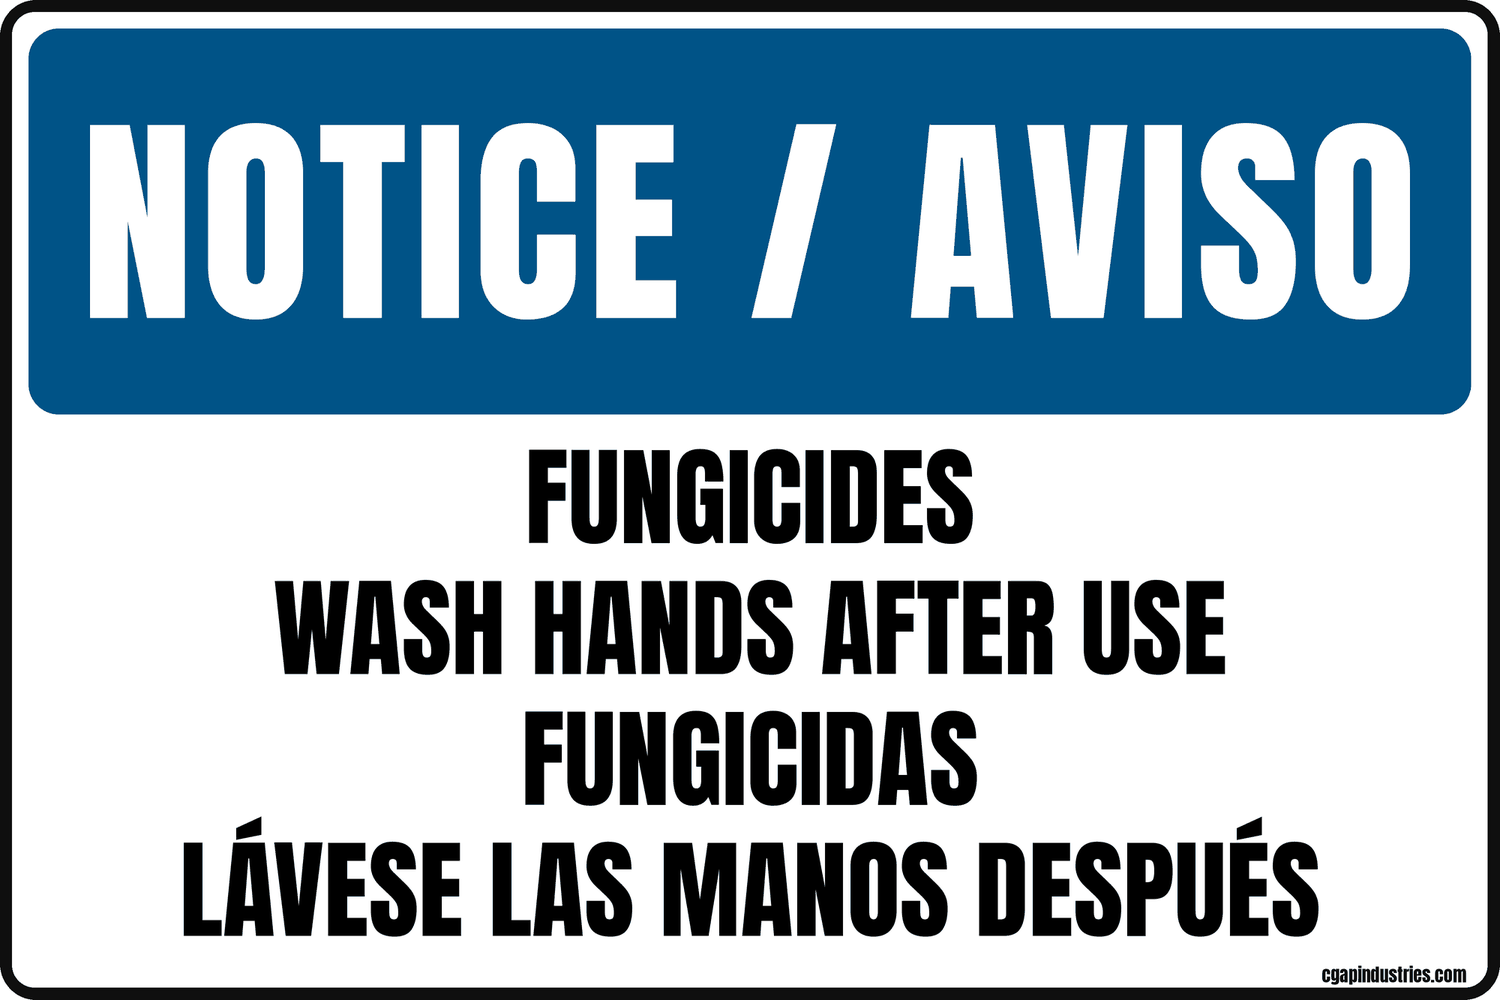 NOTICE / AVISO
FUNGICIDES
WASH HANDS AFTER USE
FUNGICIDAS
LÁVESE LAS MANOS DESPUÉS
cgapindustries.com